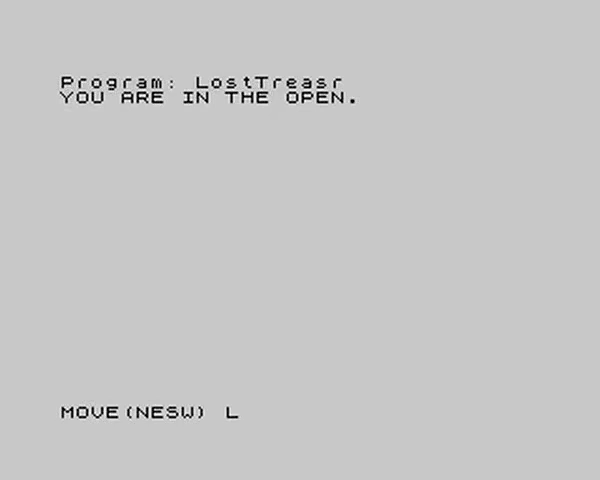 Program: LostTreasr
YOU ARE IN THE OPEN.
MOVE(NESW) L